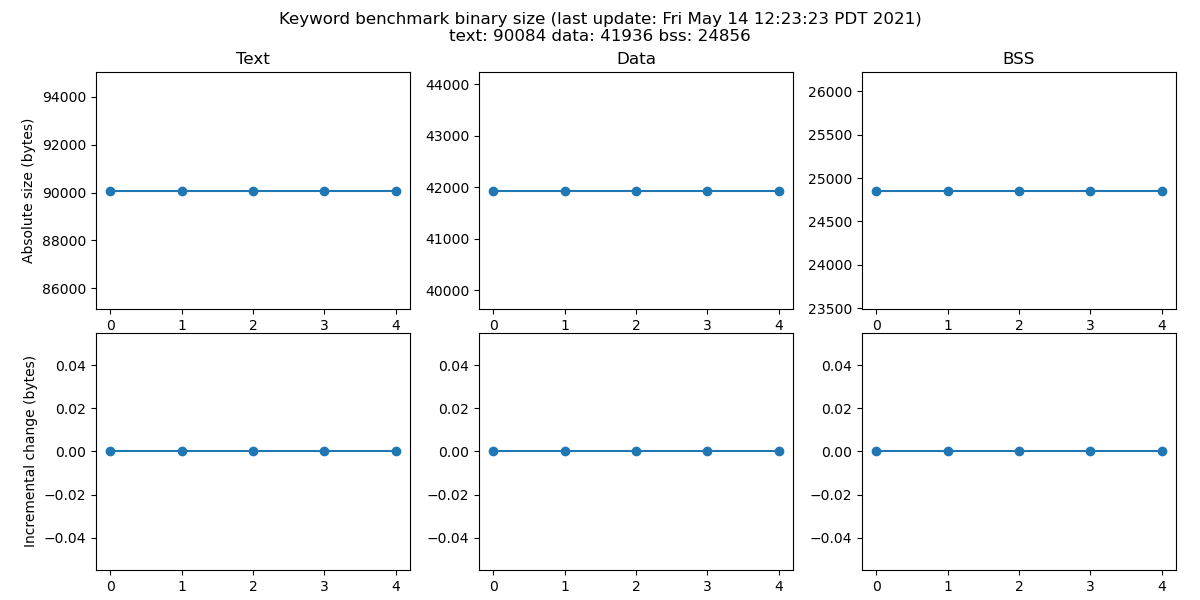 Keyword benchmark binary size (last update: Fri May 14 12:23:23 PDT 2021)
text: 90084 data: 41936 bss: 24856
Text
Data
BSS
Absolute size (bytes)
94000
92000
90000
88000
86000
0 1 2 3 4
44000
43000
42000
41000
40000
0 1 2 3 4
26000
25500
25000
24500
24000
23500
0 1 2 3 4
Incremental change (bytes)
0.04
0.02
0.00
−0.02
−0.04
0 1 2 3 4
0.04
0.02
0.00
−0.02
−0.04
0 1 2 3 4
0.04
0.02
0.00
−0.02
−0.04
0 1 2 3 4